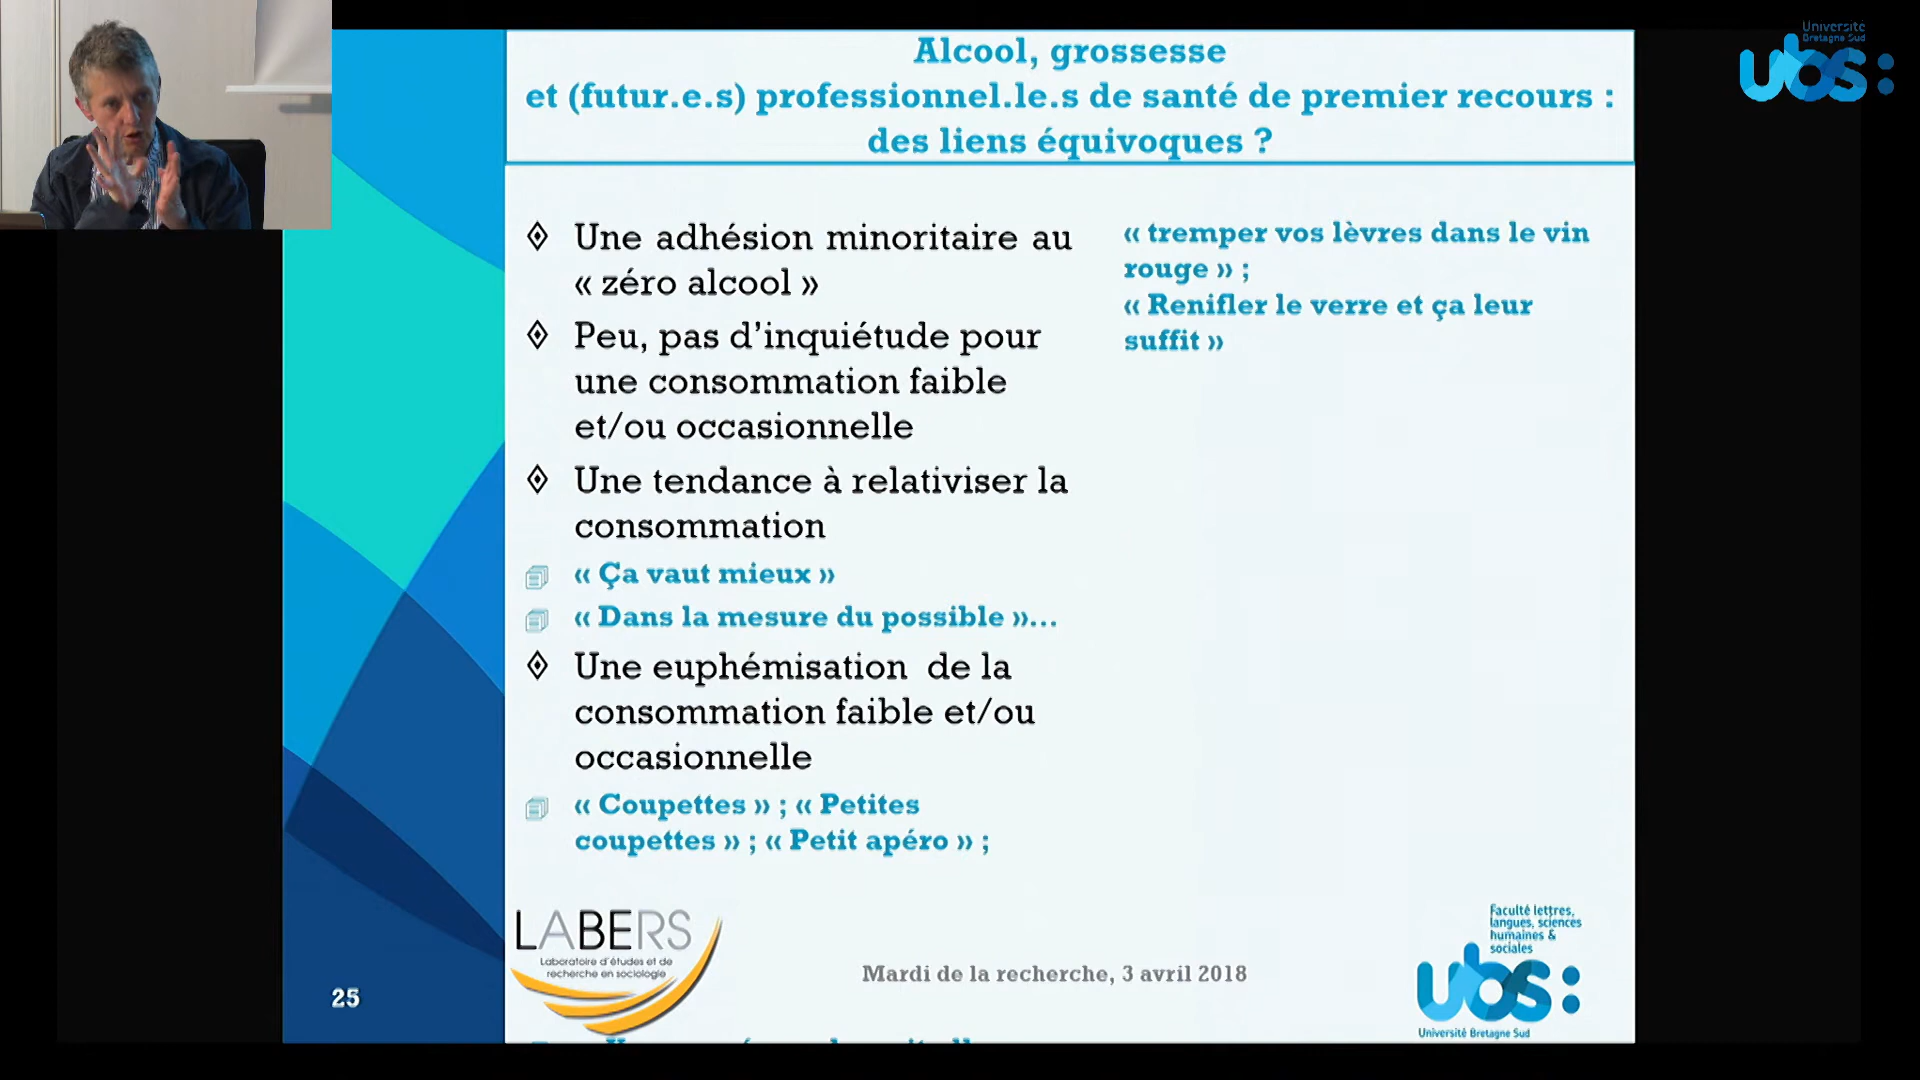 Université
Bretagne Sud
ubs:
Alcool, grossesse
et (futur.e.s) professionnel.le.s de santé de premier recours :
des liens équivoques ?
Une adhésion minoritaire au
« zéro alcool »
Peu, pas d’inquiétude pour
une consommation faible
et/ou occasionnelle
Une tendance à relativiser la
consommation
« Ça vaut mieux »
« Dans la mesure du possible »…
Une euphémisation de la
consommation faible et/ou
occasionnelle
« Coupettes » ; « Petites
coupettes » ; « Petit apéro » ;
« tremper vos lèvres dans le vin
rouge » ;
« Renifler le verre et ça leur
suffit »
LABERS
Laboratoire d'études et de
recherche en sociologie
25
Mardi de la recherche, 3 avril 2018
Faculté lettres,
langues, sciences
humaines &
sociales
ubs:
Université Bretagne Sud